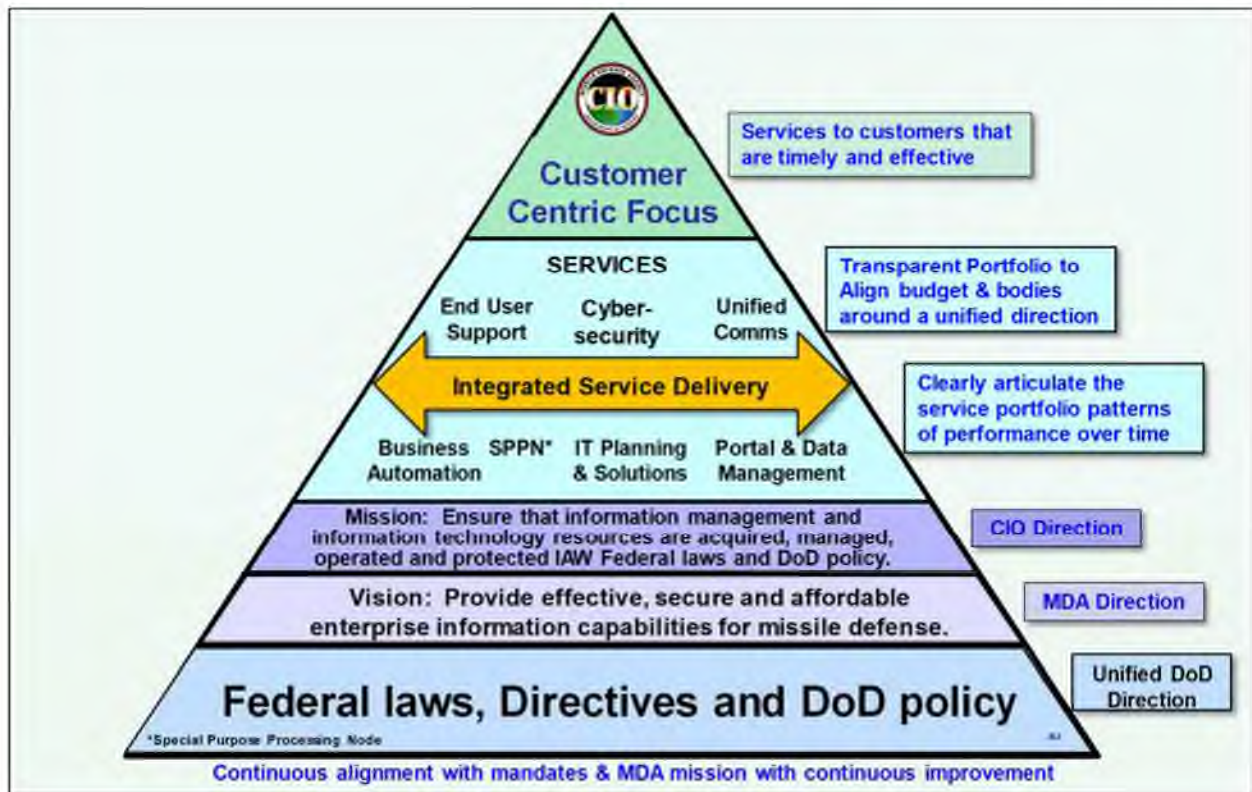 CIO
Customer
Centric Focus
Services to customers that
are timely and effective
SERVICES
End User
Support
Cyber-
security
Unified
Comms
Transparent Portfolio to
Align budget & bodies
around a unified direction
Integrated Service Delivery
Clearly articulate the
service portfolio patterns
of performance over time
Business
Automation
SPPN*
IT Planning
& Solutions
Portal & Data
Management
Mission: Ensure that information management and
information technology resources are acquired, managed,
operated and protected IAW Federal laws and DoD policy.
CIO Direction
Vision: Provide effective, secure and affordable
enterprise information capabilities for missile defense.
MDA Direction
Federal laws, Directives and DoD policy
Unified DoD
Direction
*Special Purpose Processing Node
Continuous alignment with mandates & MDA mission with continuous improvement